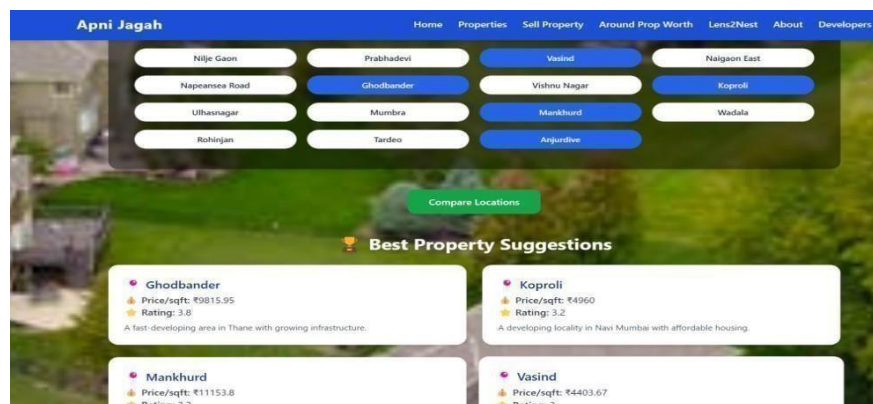 Apni Jagah Home Properties Sell Property Around Prop Worth Lens2Nest About Developers
Nilje Gaon Prabhadevi Vasind Naigaon East
Napeansea Road Ghodbander Vishnu Nagar Koproli
Ulhasnagar Mumbra Mankhurd Wadala
Rohinjan Tardeo Anjurdive
Compare Locations
🏆 Best Property Suggestions
Ghodbander
Price/sqft: ₹9815.95
Rating: 3.8
A fast-developing area in Thane with growing infrastructure.
Koproli
Price/sqft: ₹4960
Rating: 3.2
A developing locality in Navi Mumbai with affordable housing.
Mankhurd
Price/sqft: ₹11153.8
Vasind
Price/sqft: ₹4403.67